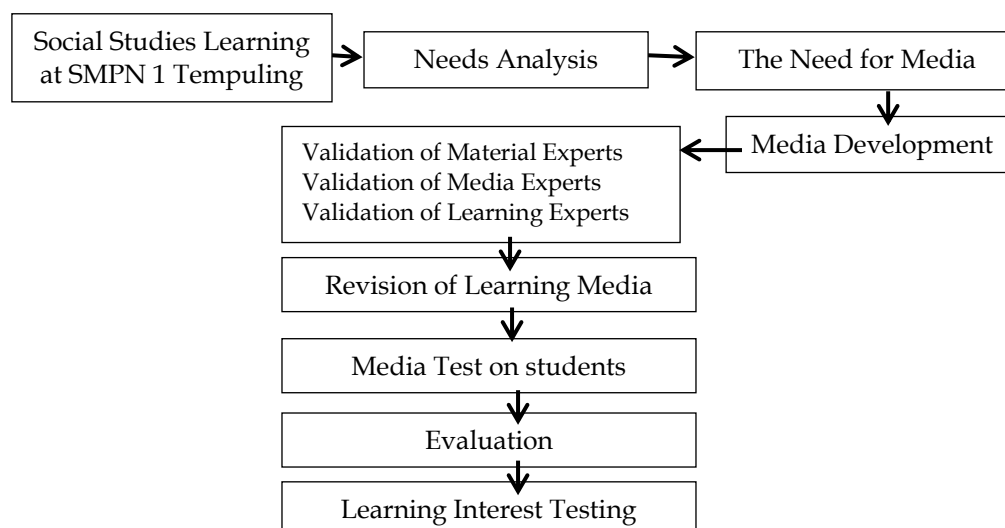 Social Studies Learning
at SMPN 1 Tempuling
Needs Analysis
The Need for Media
Media Development
Validation of Material Experts
Validation of Media Experts
Validation of Learning Experts
Revision of Learning Media
Media Test on students
Evaluation
Learning Interest Testing